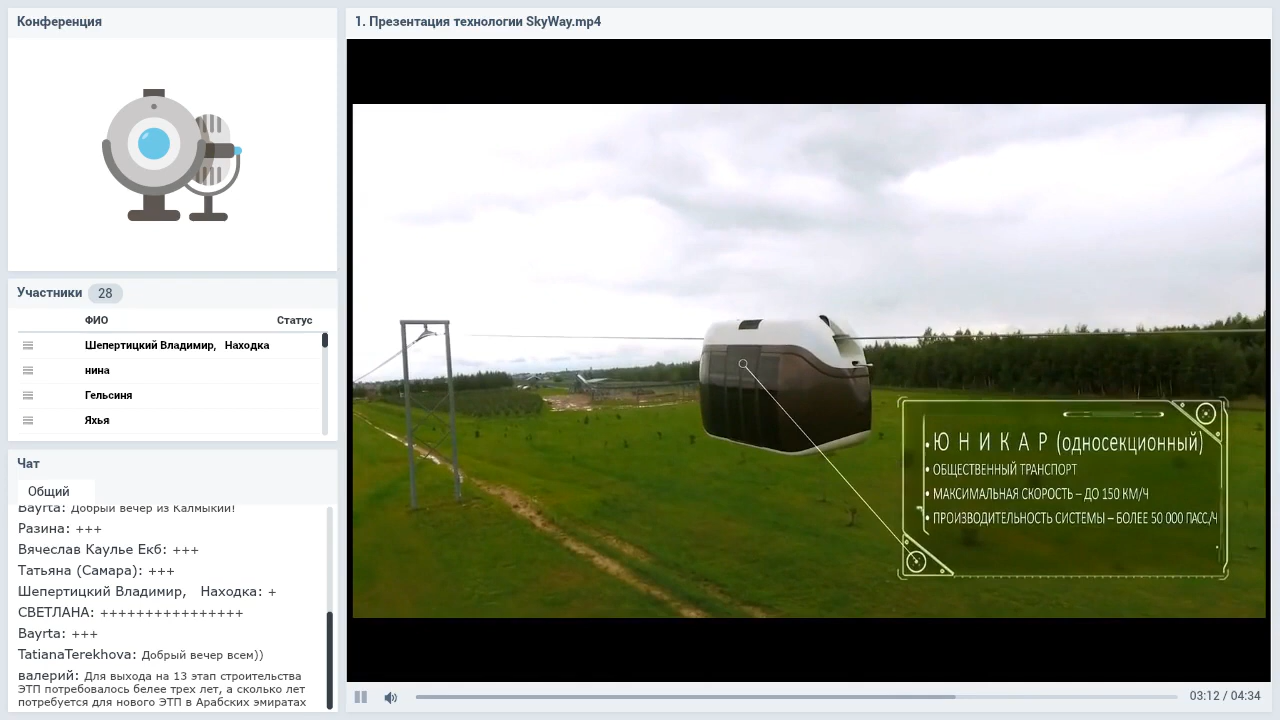 Конференция
1. Презентация технологии SkyWay.mp4
Участники 28
ФИО Статус
Шепертицкий Владимир, Находка
нина
Гельсиня
Яхья
Чат
Общий
Bayrta: Добрый вечер из Калмыкии!
Разина: +++
Вячеслав Каулье Екб: +++
Татьяна (Самара): +++
Шепертицкий Владимир, Находка: +
СВЕТЛАНА: ++++++++++++++++
Bayrta: +++
TatianaTerekhova: Добрый вечер всем))
валерий: Для выхода на 13 этап строительства
ЭТП потребовалось белее трех лет, а сколько лет
потребуется для нового ЭТП в Арабских эмиратах
• Ю Н И К А Р (односекционный)
• ОБЩЕСТВЕННЫЙ ТРАНСПОРТ
• МАКСИМАЛЬНАЯ СКОРОСТЬ – ДО 150 КМ/Ч
• ПРОИЗВОДИТЕЛЬНОСТЬ СИСТЕМЫ – БОЛЕЕ 50 000 ПАСС./Ч
03:12 / 04:34